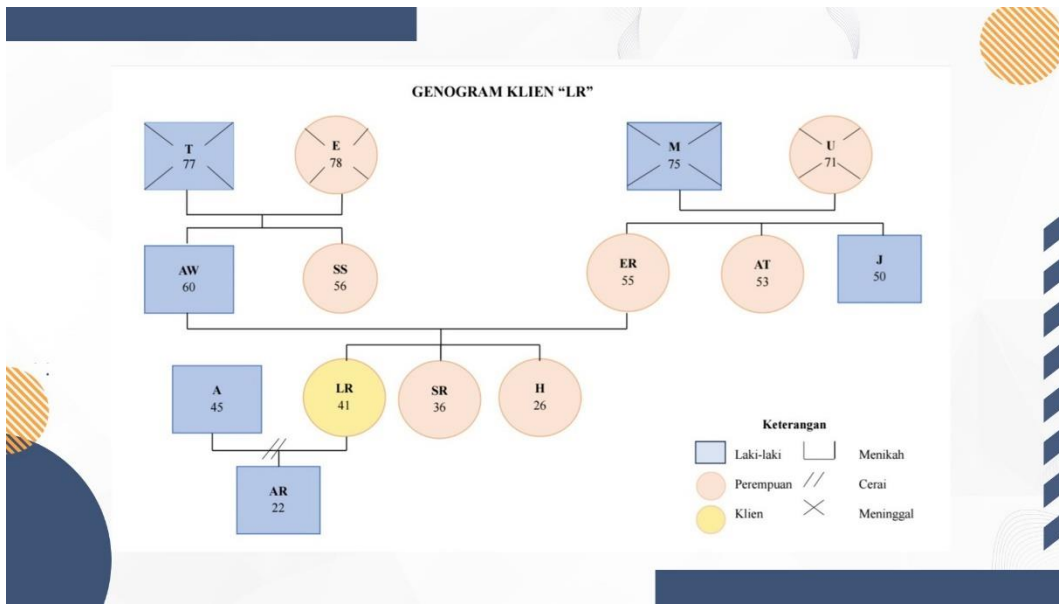 GENOGRAM KLIEN “LR”
T
77
E
78
M
75
U
71
AW
60
SS
56
ER
55
AT
53
J
50
A
45
LR
41
SR
36
H
26
AR
22
Keterangan
Laki-laki
Menikah
Perempuan
Cerai
Klien
Meninggal